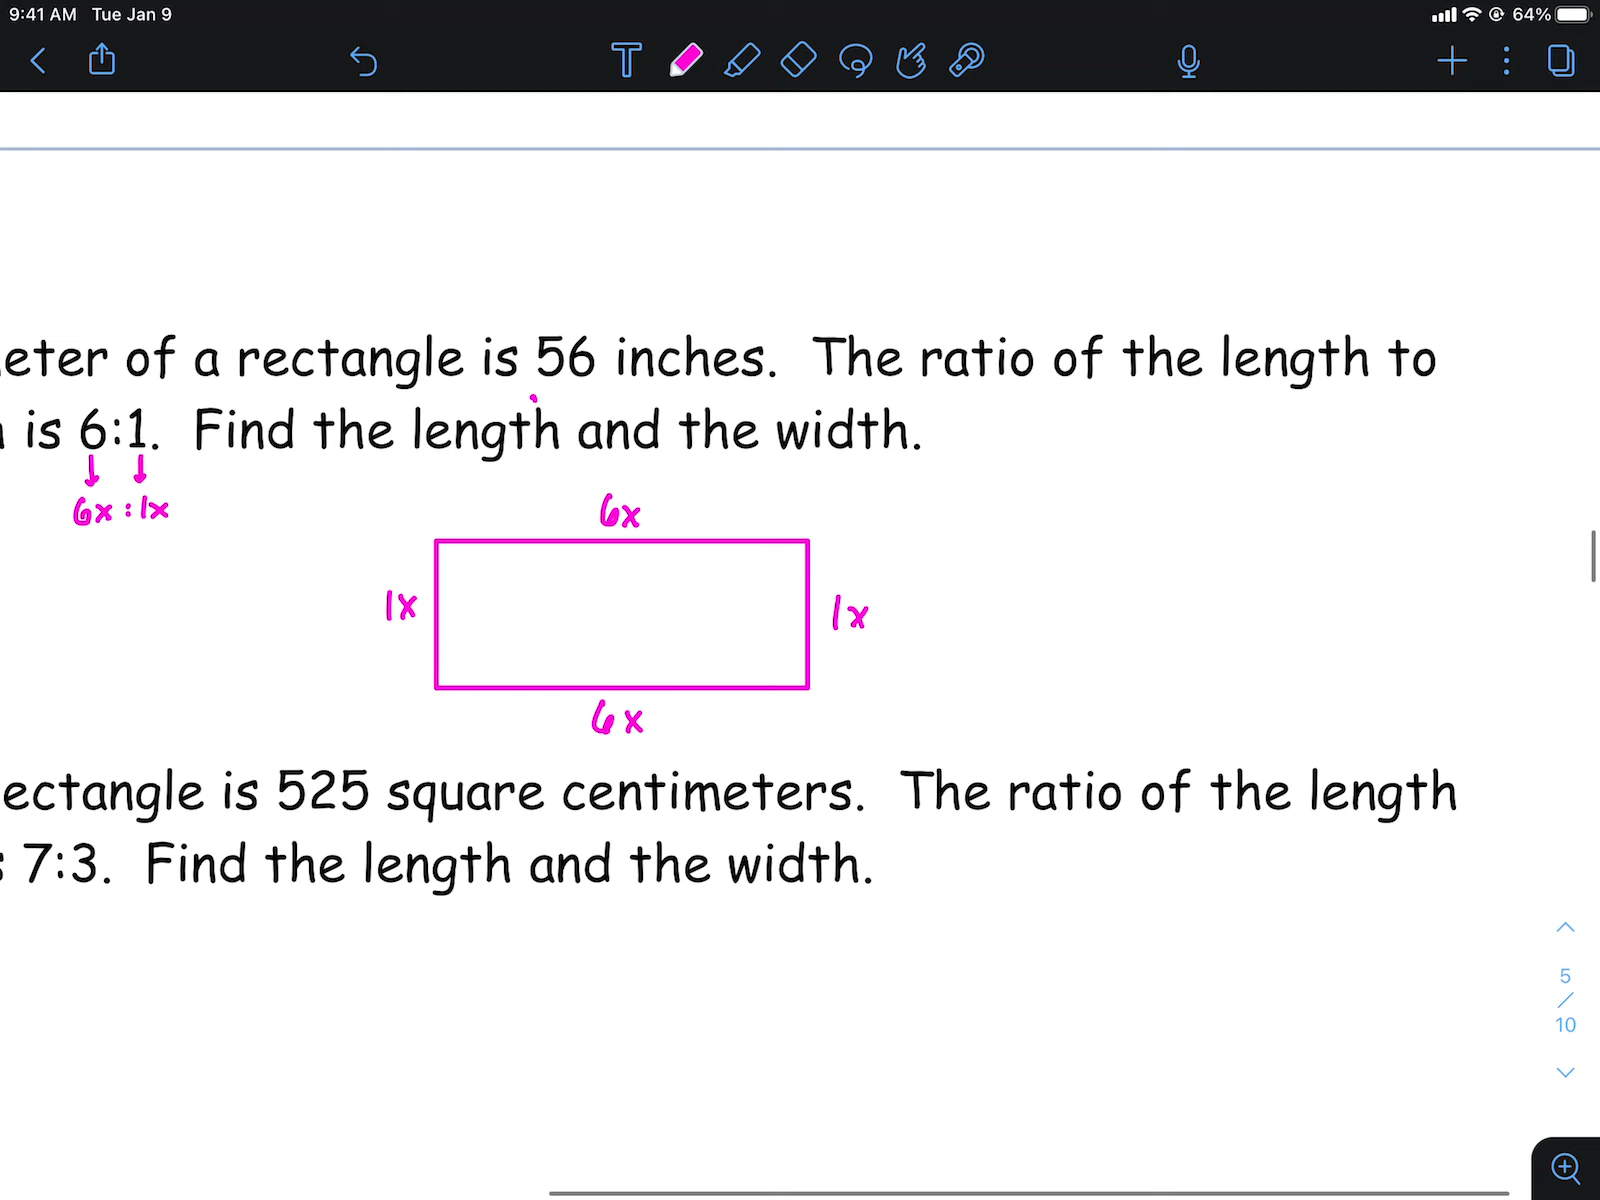 9:41 AM Tue Jan 9
64%
eter of a rectangle is 56 inches. The ratio of the length to
is 6:1. Find the length and the width.
6x : 1x
6x
1x
1x
6x
ectangle is 525 square centimeters. The ratio of the length
7:3. Find the length and the width.
5
/
10